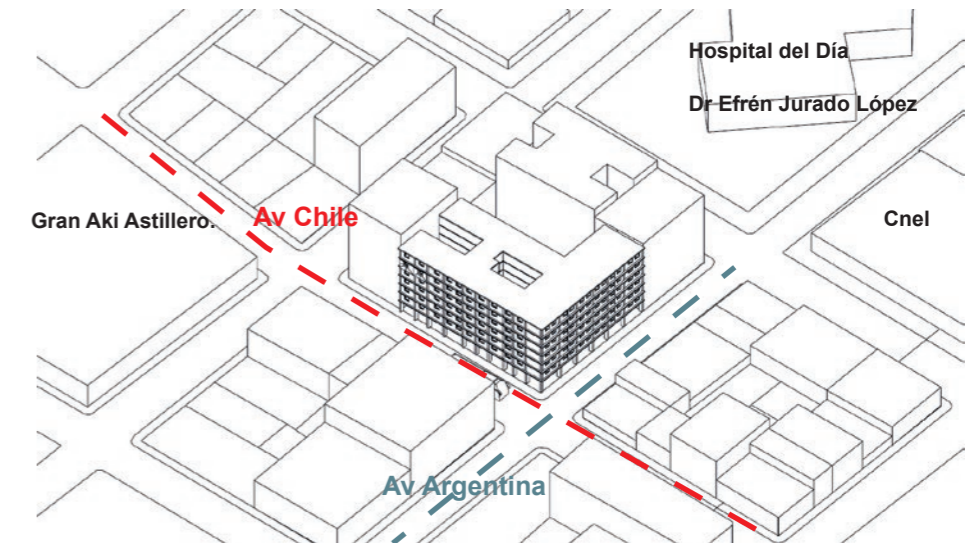 Hospital del Día
Dr Efrén Jurado López
Gran Aki Astillero.
Av Chile
Cnel
Av Argentina